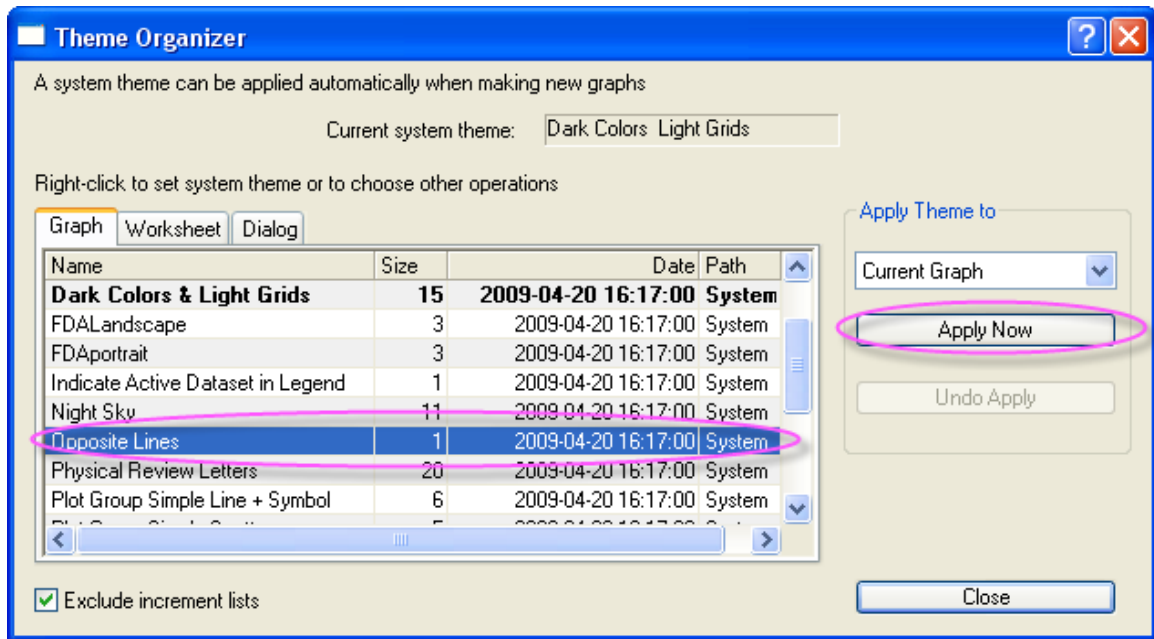 Theme Organizer
A system theme can be applied automatically when making new graphs
Current system theme: Dark Colors Light Grids
Right-click to set system theme or to choose other operations
Graph Worksheet Dialog
Name Size Date Path
Dark Colors & Light Grids 15 2009-04-20 16:17:00 System
FDALandscape 3 2009-04-20 16:17:00 System
FDAportrait 3 2009-04-20 16:17:00 System
Indicate Active Dataset in Legend 1 2009-04-20 16:17:00 System
Night Sky 11 2009-04-20 16:17:00 System
Opposite Lines 1 2009-04-20 16:17:00 System
Physical Review Letters 20 2009-04-20 16:17:00 System
Plot Group Simple Line + Symbol 6 2009-04-20 16:17:00 System
Exclude increment lists
Apply Theme to
Current Graph
Apply Now
Undo Apply
Close